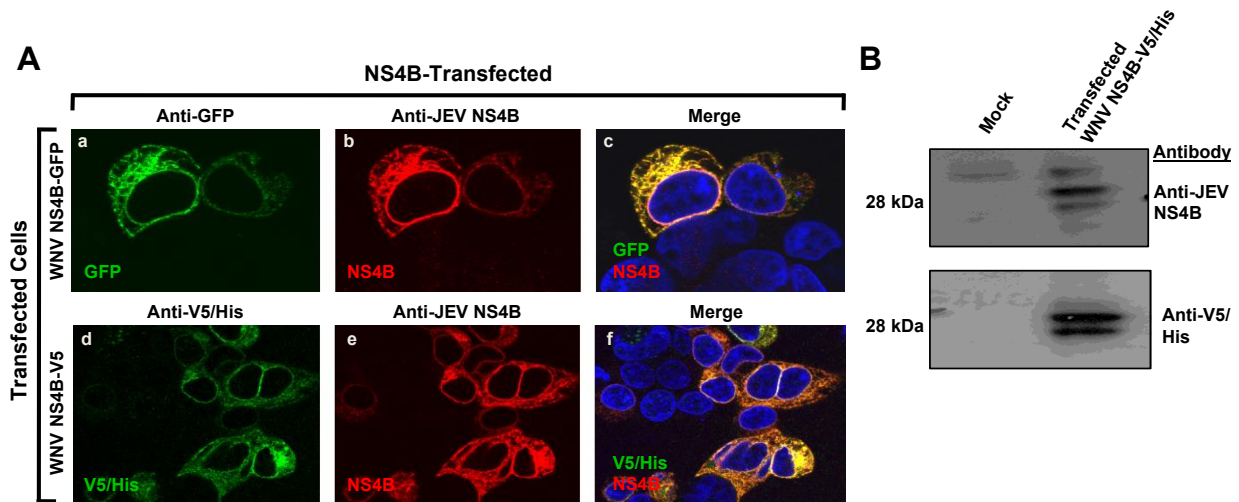 A
NS4B-Transfected
Anti-GFP
Anti-JEV NS4B
Merge
Transfected Cells
WNV NS4B-GFP
a
GFP
b
NS4B
c
GFP
NS4B
Anti-V5/His
Anti-JEV NS4B
Merge
WNV NS4B-V5
d
V5/His
e
NS4B
f
V5/His
NS4B
B
Mock
Transfected
WNV NS4B-V5/His
Antibody
28 kDa
Anti-JEV
NS4B
28 kDa
Anti-V5/
His